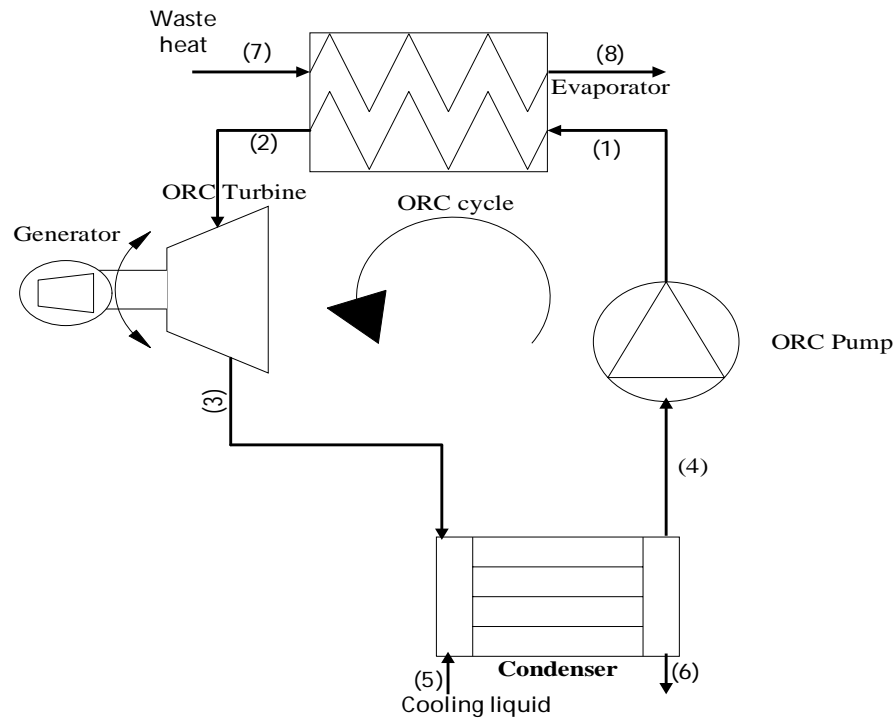 Waste
heat
(7)
(8)
Evaporator
(2)
(1)
ORC Turbine
ORC cycle
Generator
ORC Pump
(3)
(4)
Condenser
(5)
(6)
Cooling liquid